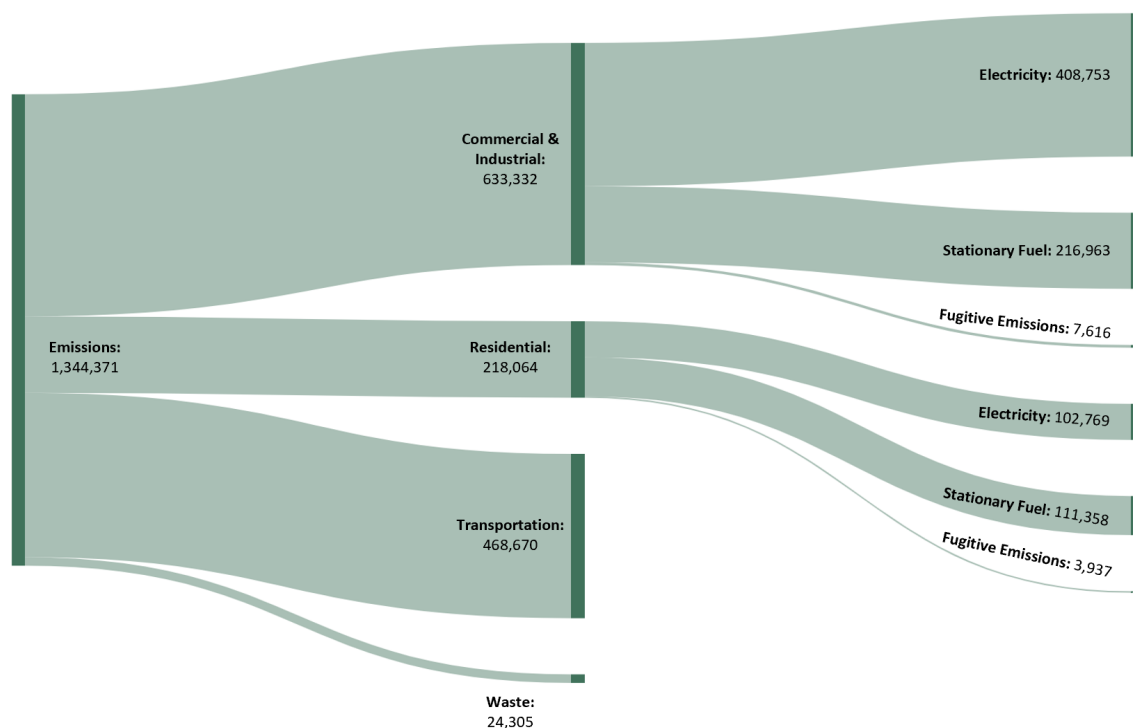 Electricity: 408,753
Commercial &
Industrial:
633,332
Stationary Fuel: 216,963
Fugitive Emissions: 7,616
Emissions:
1,344,371
Residential:
218,064
Electricity: 102,769
Stationary Fuel: 111,358
Transportation:
468,670
Fugitive Emissions: 3,937
Waste:
24,305